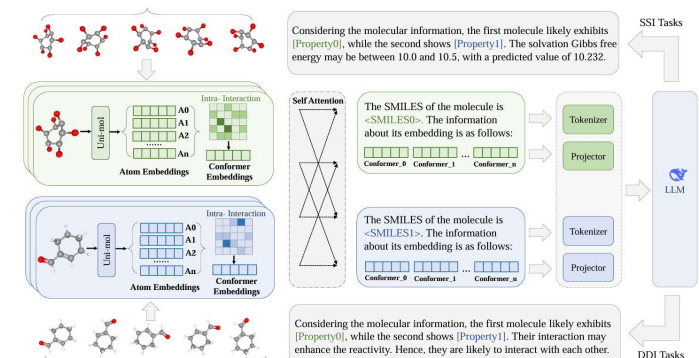 Considering the molecular information, the first molecule likely exhibits
[Property0], while the second shows [Property1]. The solvation Gibbs free
energy may be between 10.0 and 10.5, with a predicted value of 10.232.
SSI Tasks
Uni-mol
A0
A1
A2
......
An
Atom Embeddings
Intra- Interaction
Conformer
Embeddings
Self Attention
The SMILES of the molecule is
<SMILES0>. The information
about its embedding is as follows:
...
Conformer_0 Conformer_1 Conformer_n
Tokenizer
Projector
LLM
Uni-mol
A0
A1
A2
......
An
Atom Embeddings
Intra- Interaction
Conformer
Embeddings
The SMILES of the molecule is
<SMILES1>. The information
about its embedding is as follows:
...
Conformer_0 Conformer_1 Conformer_n
Tokenizer
Projector
Considering the molecular information, the first molecule likely exhibits
[Property0], while the second shows [Property1]. Their interaction may
enhance the reactivity. Hence, they are likely to interact with each other.
DDI Tasks